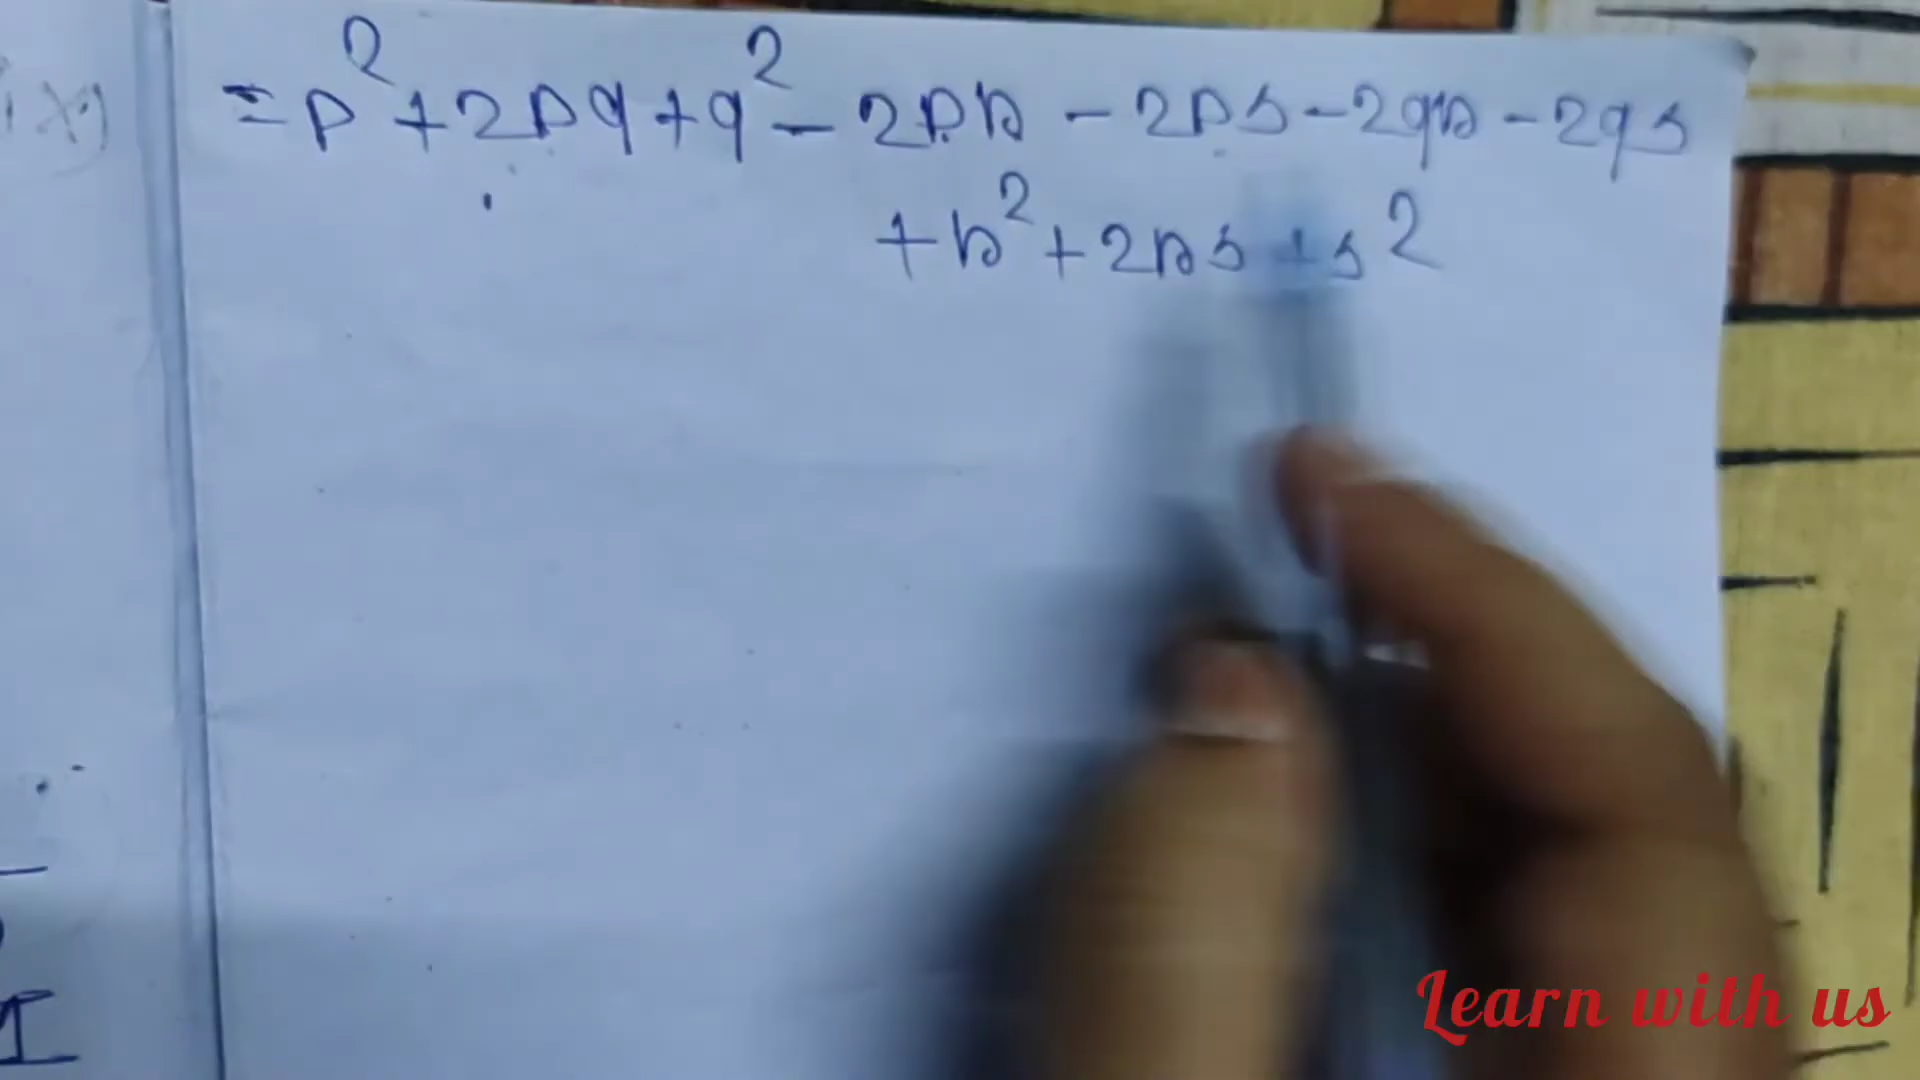 = p² + 2pq + q² - 2pr - 2ps - 2qr - 2qs
+ r² + 2rs + s²
Learn with us